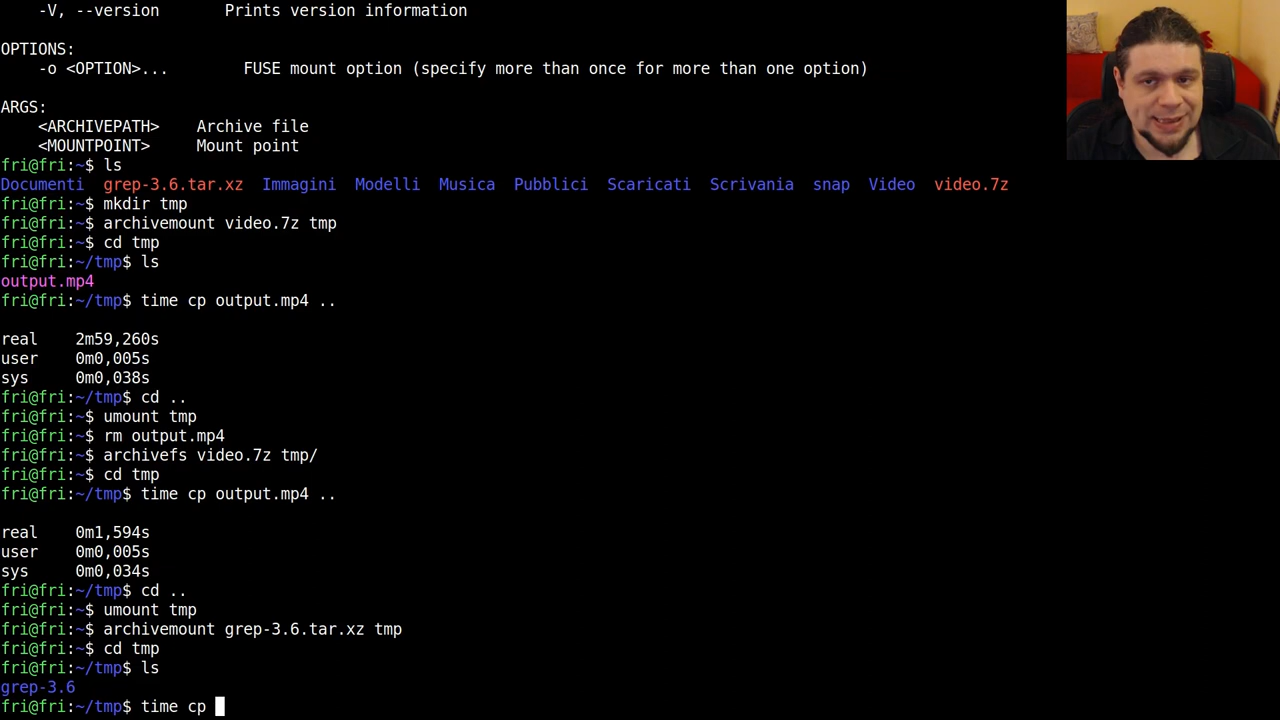 -V, --version       Prints version information
OPTIONS:
-o <OPTION>...        FUSE mount option (specify more than once for more than one option)
ARGS:
<ARCHIVEPATH>    Archive file
<MOUNTPOINT>     Mount point
fri@fri:~$ ls
Documenti  grep-3.6.tar.xz  Immagini  Modelli  Musica  Pubblici  Scaricati  Scrivania  snap  Video  video.7z
fri@fri:~$ mkdir tmp
fri@fri:~$ archivemount video.7z tmp
fri@fri:~$ cd tmp
fri@fri:~/tmp$ ls
output.mp4
fri@fri:~/tmp$ time cp output.mp4 ..
real    2m59,260s
user    0m0,005s
sys     0m0,038s
fri@fri:~/tmp$ cd ..
fri@fri:~$ umount tmp
fri@fri:~$ rm output.mp4
fri@fri:~$ archivefs video.7z tmp/
fri@fri:~$ cd tmp
fri@fri:~/tmp$ time cp output.mp4 ..
real    0m1,594s
user    0m0,005s
sys     0m0,034s
fri@fri:~/tmp$ cd ..
fri@fri:~$ umount tmp
fri@fri:~$ archivemount grep-3.6.tar.xz tmp
fri@fri:~$ cd tmp
fri@fri:~/tmp$ ls
grep-3.6
fri@fri:~/tmp$ time cp